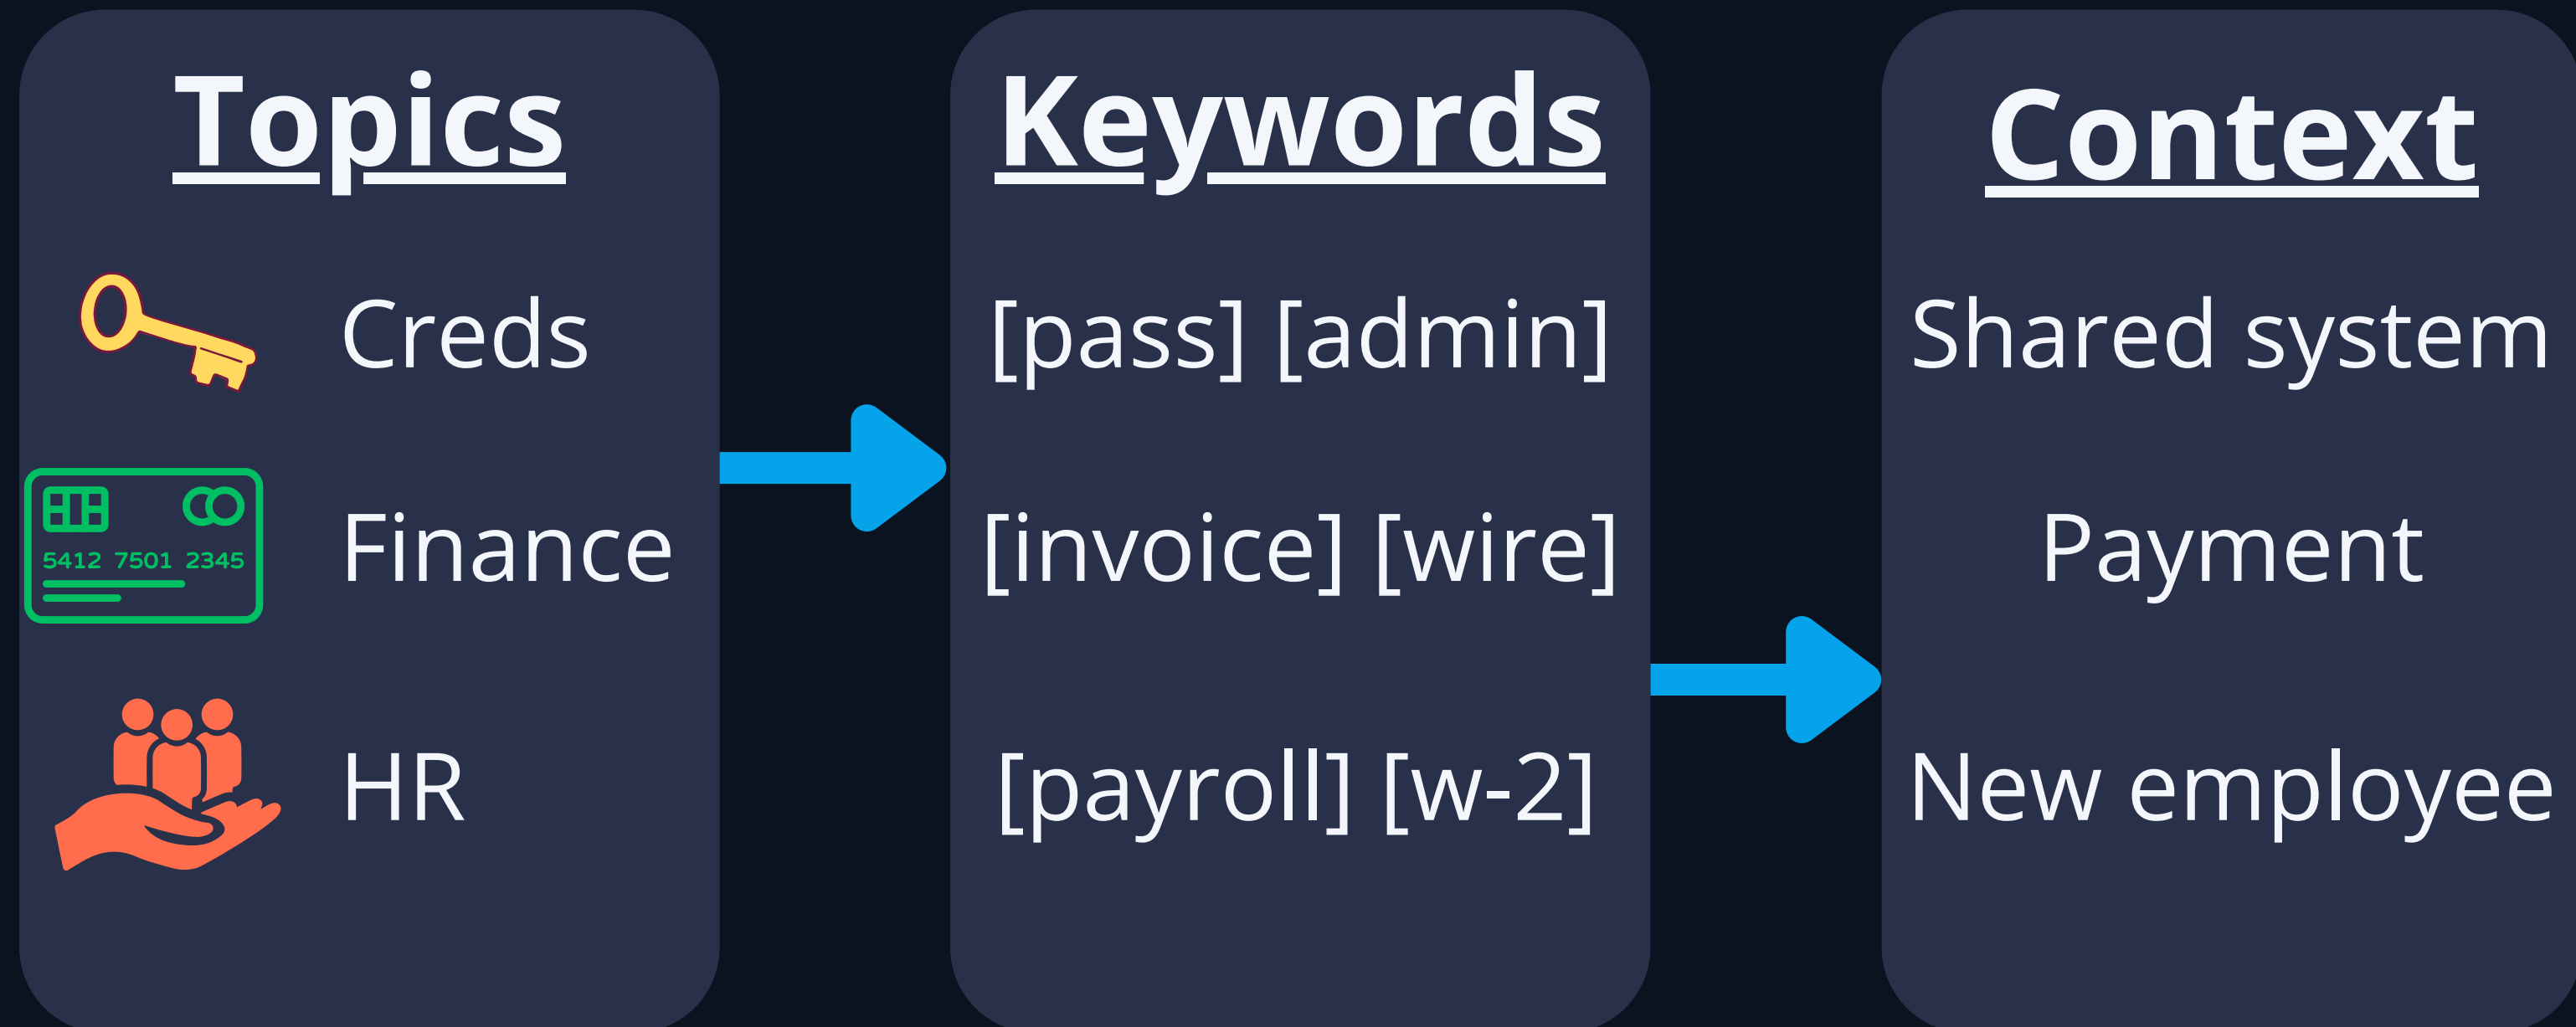 Topics
Creds
Finance
5412 7501 2345
HR
Keywords
[pass] [admin]
[invoice] [wire]
[payroll] [w-2]
Context
Shared system
Payment
New employee